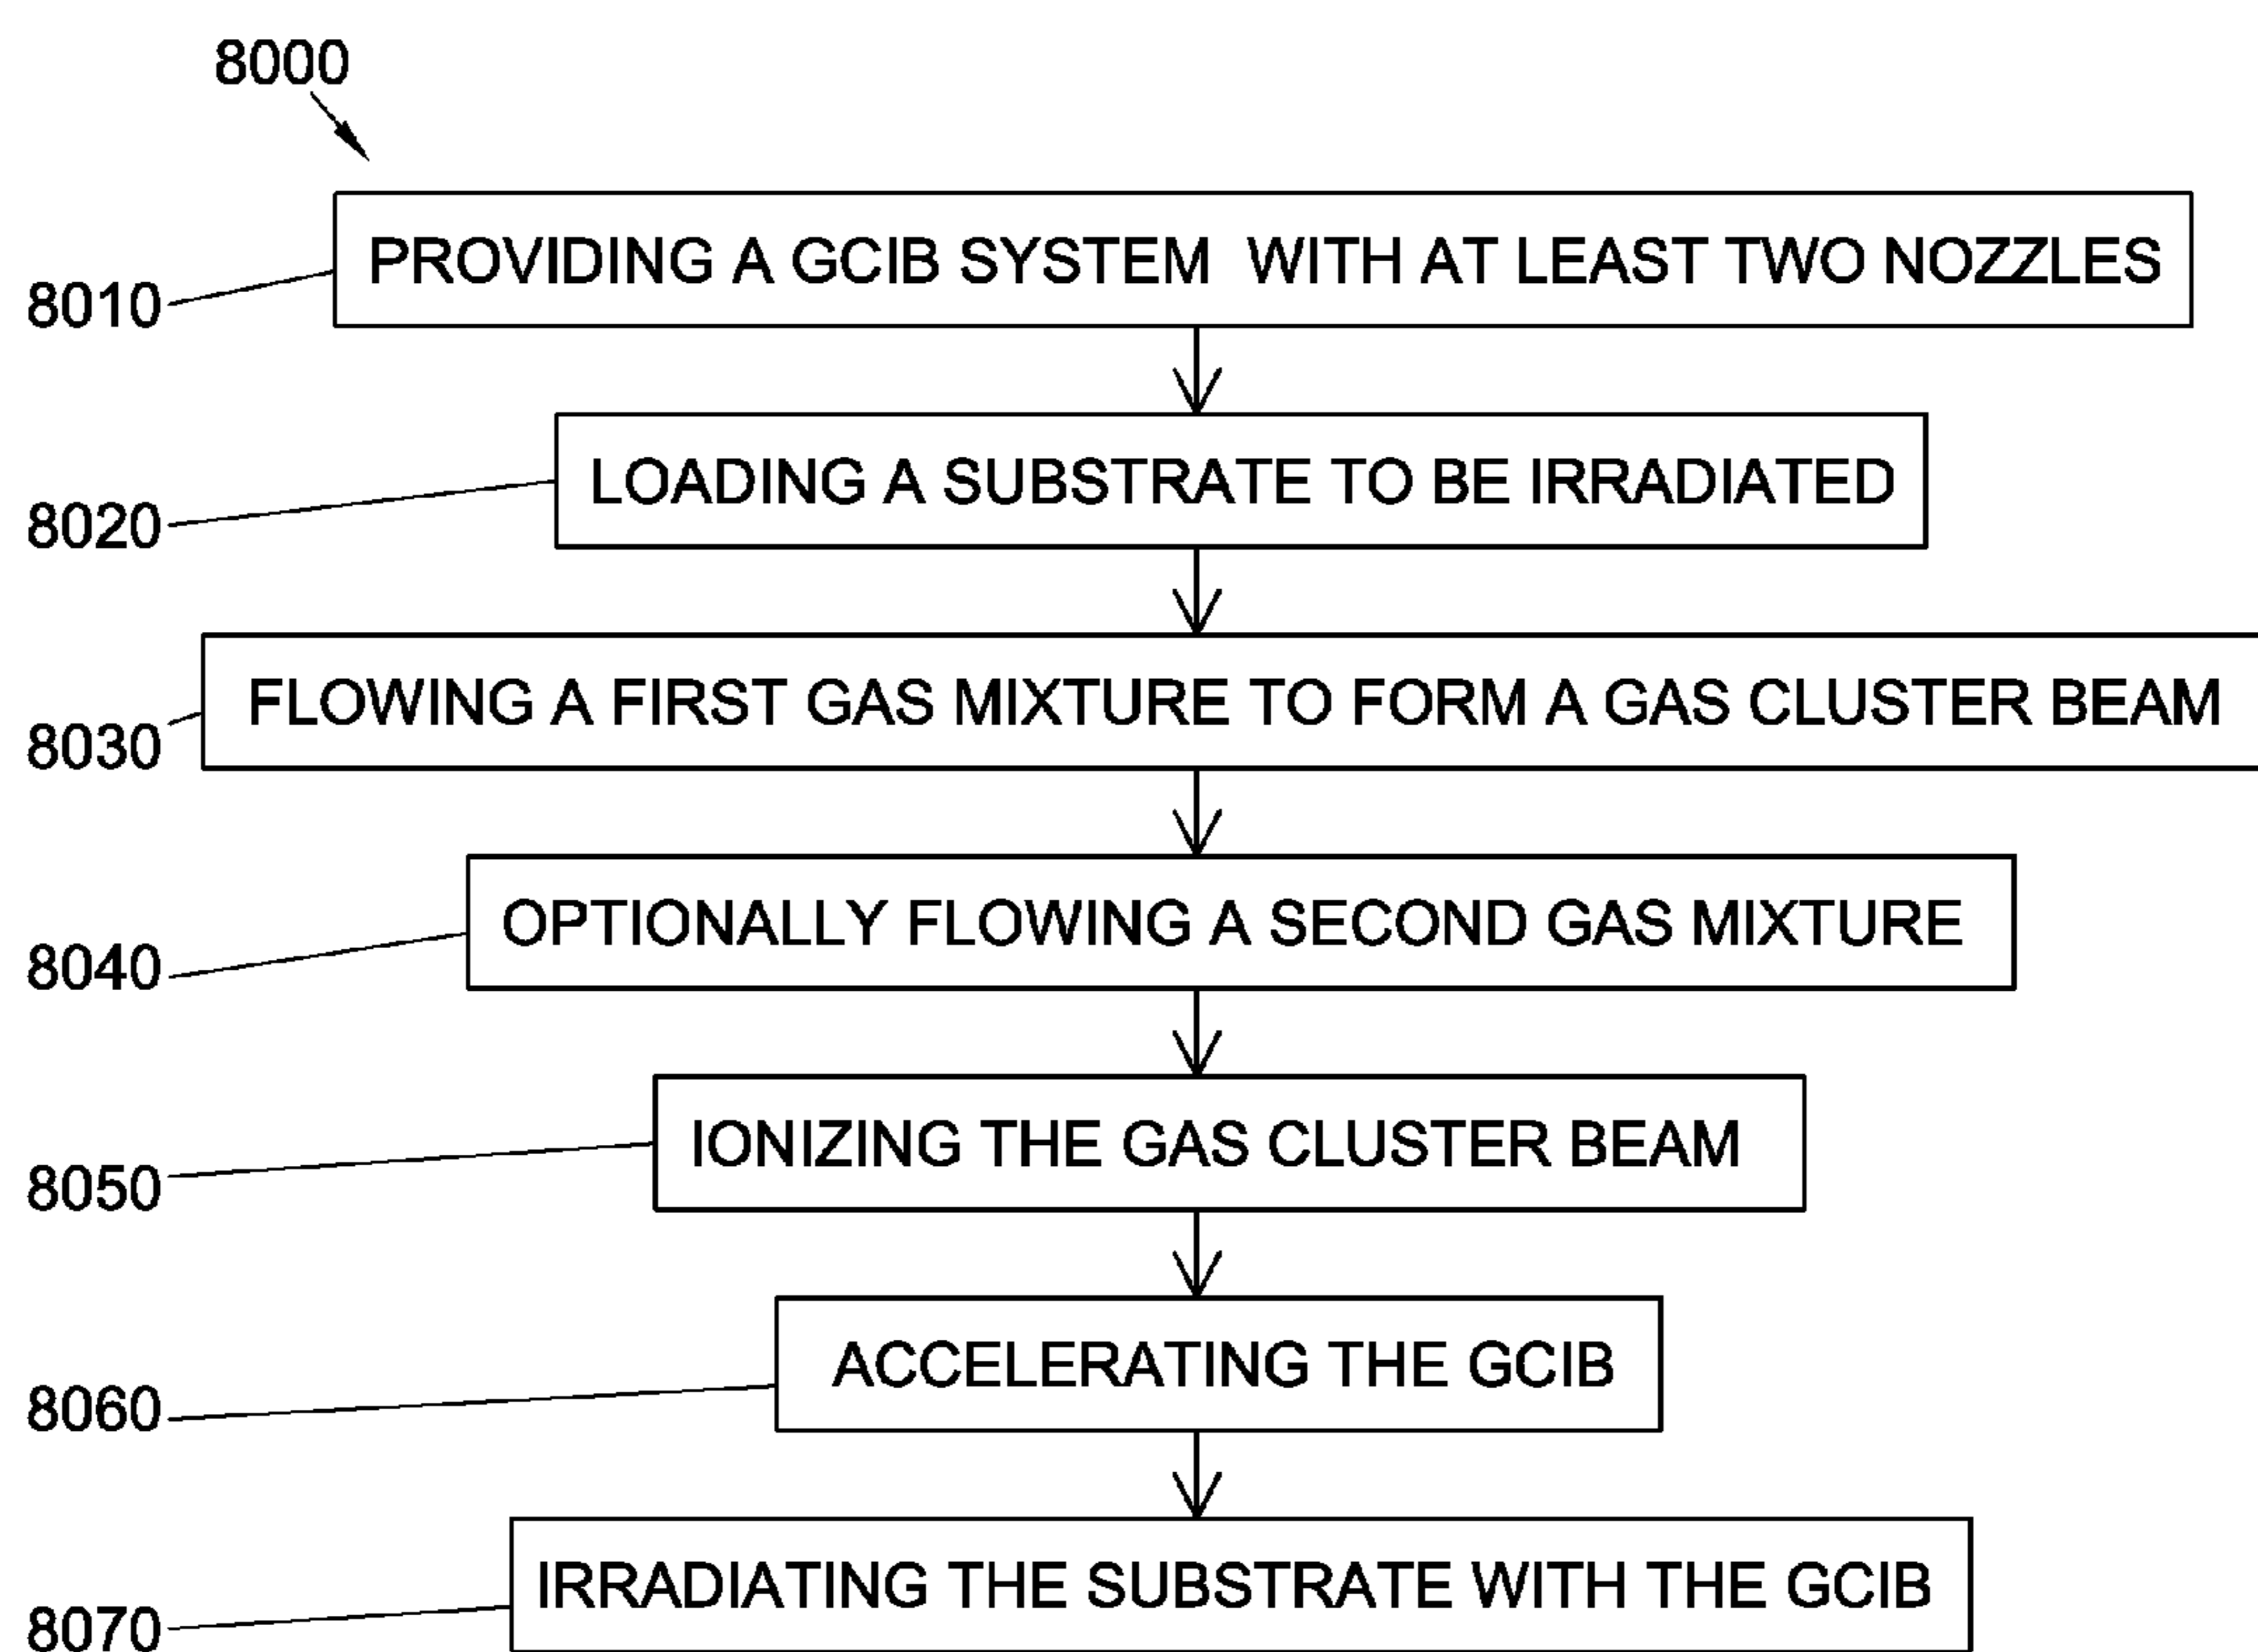 8000
PROVIDING A GCIB SYSTEM WITH AT LEAST TWO NOZZLES
8010
LOADING A SUBSTRATE TO BE IRRADIATED
8020
FLOWING A FIRST GAS MIXTURE TO FORM A GAS CLUSTER BEAM
8030
OPTIONALLY FLOWING A SECOND GAS MIXTURE
8040
IONIZING THE GAS CLUSTER BEAM
8050
ACCELERATING THE GCIB
8060
IRRADIATING THE SUBSTRATE WITH THE GCIB
8070